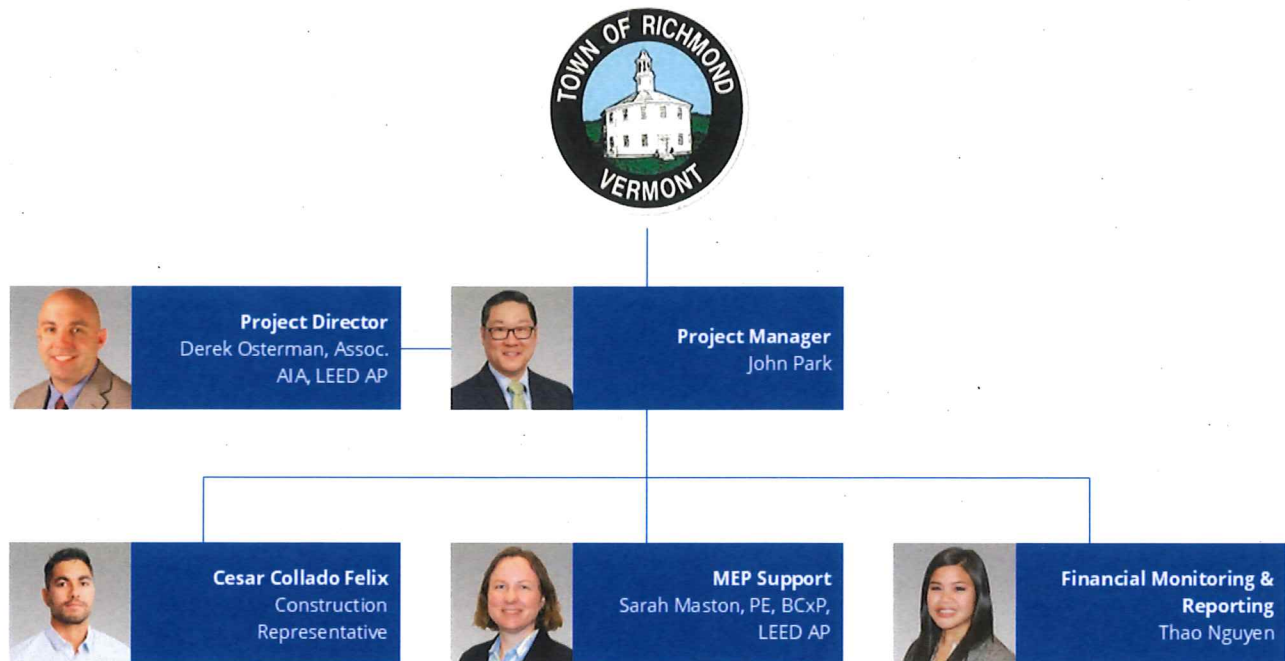 TOWN OF RICHMOND
VERMONT
Project Director
Derek Osterman, Assoc.
AIA, LEED AP
Project Manager
John Park
Cesar Collado Felix
Construction
Representative
MEP Support
Sarah Maston, PE, BCxP,
LEED AP
Financial Monitoring &
Reporting
Thao Nguyen